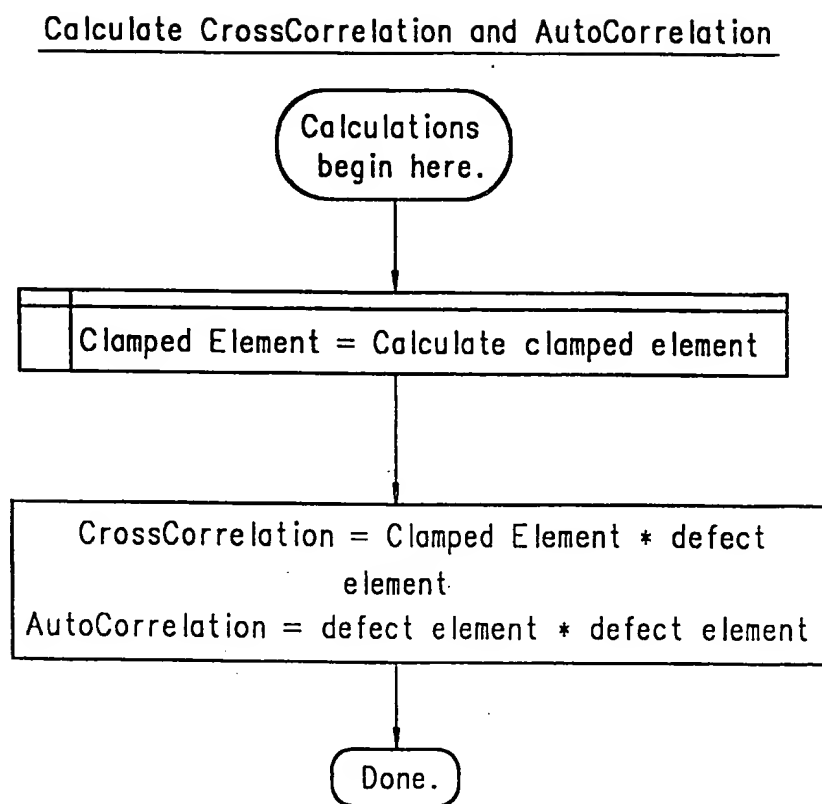 Calculate CrossCorrelation and AutoCorrelation
Calculations
begin here.
Clamped Element = Calculate clamped element
CrossCorrelation = Clamped Element * defect
element
AutoCorrelation = defect element * defect element
Done.